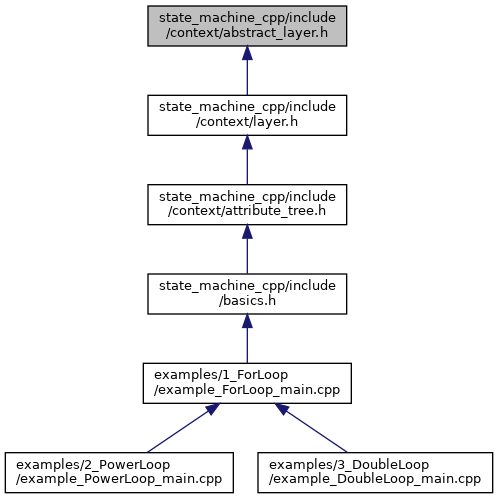 state_machine_cpp/include
/context/abstract_layer.h
state_machine_cpp/include
/context/layer.h
state_machine_cpp/include
/context/attribute_tree.h
state_machine_cpp/include
/basics.h
examples/1_ForLoop
/example_ForLoop_main.cpp
examples/2_PowerLoop
/example_PowerLoop_main.cpp
examples/3_DoubleLoop
/example_DoubleLoop_main.cpp